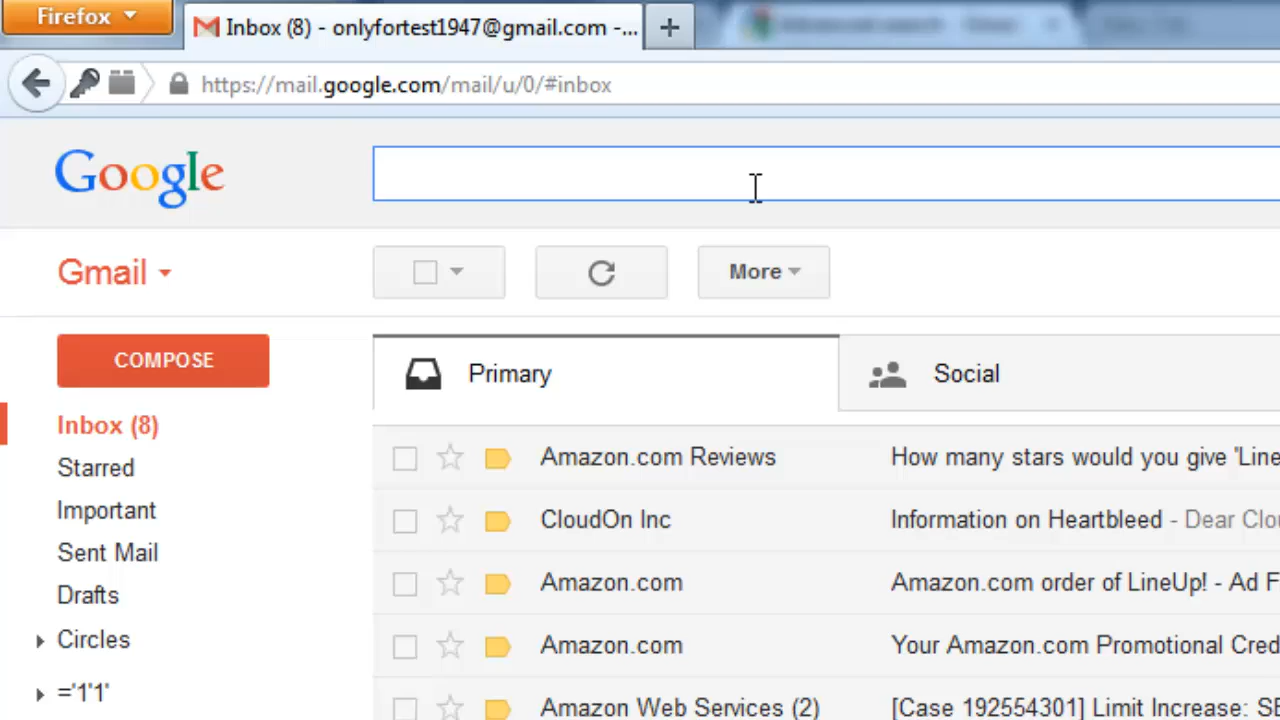 Firefox
Inbox (8) - onlyfortest1947@gmail.com -...
https://mail.google.com/mail/u/0/#inbox
Google
Gmail
More
COMPOSE
Primary
Social
Inbox (8)
Starred
Important
Sent Mail
Drafts
Circles
='1'1'
Amazon.com Reviews How many stars would you give 'Line
CloudOn Inc Information on Heartbleed - Dear Clo
Amazon.com Amazon.com order of LineUp! - Ad F
Amazon.com Your Amazon.com Promotional Cred
Amazon Web Services (2) [Case 192554301] Limit Increase: SE